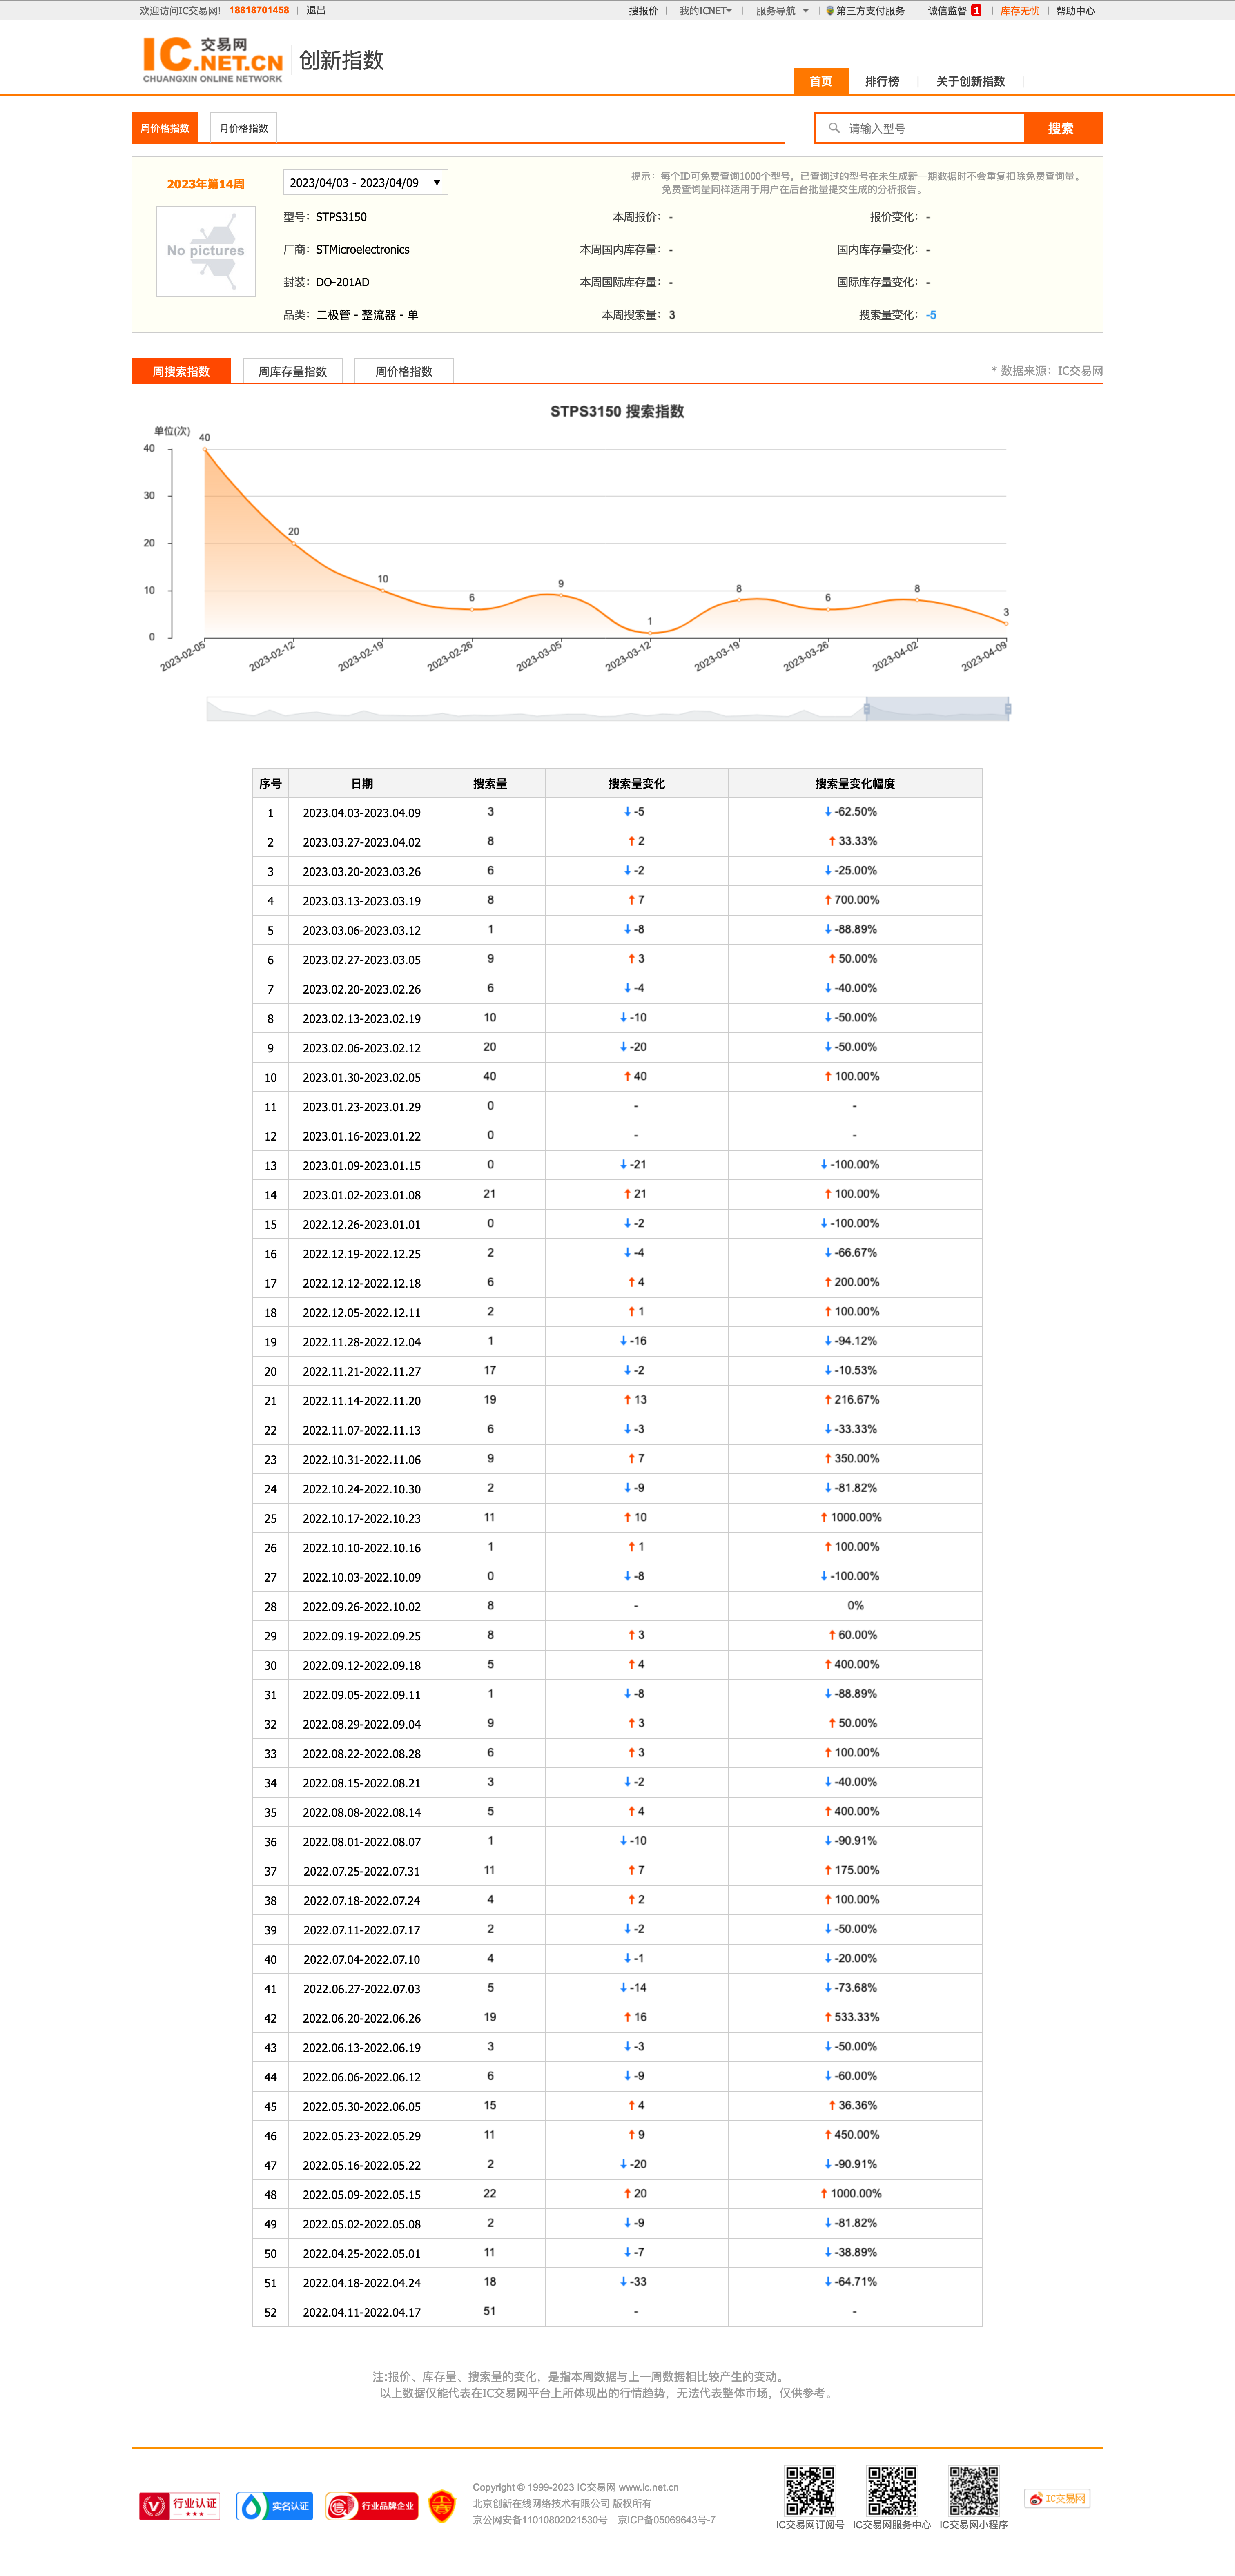 欢迎访问IC交易网! 18818701458 | 退出 搜报价 | 我的ICNET | 服务导航 | 第三方支付服务 | 诚信监督 1 | 库存无忧 | 帮助中心
IC 交易网
.NET.CN
CHUANGXIN ONLINE NETWORK
创新指数
首页 排行榜 关于创新指数
周价格指数 月价格指数 请输入型号 搜索
2023年第14周 2023/04/03 - 2023/04/09
提示：每个ID可免费查询1000个型号，已查询过的型号在未生成新一期数据时不会重复扣除免费查询量。
免费查询量同样适用于用户在后台批量提交生成的分析报告。
No pictures
型号：STPS3150 本周报价：- 报价变化：-
厂商：STMicroelectronics 本周国内库存量：- 国内库存量变化：-
封装：DO-201AD 本周国际库存量：- 国际库存量变化：-
品类：二极管 - 整流器 - 单 本周搜索量：3 搜索量变化：-5
周搜索指数 周库存量指数 周价格指数 * 数据来源：IC交易网
STPS3150 搜索指数
单位(次)
40 30 20 10 0
40 20 10 6 9 1 8 6 8 3
2023-02-05 2023-02-12 2023-02-19 2023-02-26 2023-03-05 2023-03-12 2023-03-19 2023-03-26 2023-04-02 2023-04-09
序号 日期 搜索量 搜索量变化 搜索量变化幅度
1 2023.04.03-2023.04.09 3 ↓-5 ↓-62.50%
2 2023.03.27-2023.04.02 8 ↑2 ↑33.33%
3 2023.03.20-2023.03.26 6 ↓-2 ↓-25.00%
4 2023.03.13-2023.03.19 8 ↑7 ↑700.00%
5 2023.03.06-2023.03.12 1 ↓-8 ↓-88.89%
6 2023.02.27-2023.03.05 9 ↑3 ↑50.00%
7 2023.02.20-2023.02.26 6 ↓-4 ↓-40.00%
8 2023.02.13-2023.02.19 10 ↓-10 ↓-50.00%
9 2023.02.06-2023.02.12 20 ↓-20 ↓-50.00%
10 2023.01.30-2023.02.05 40 ↑40 ↑100.00%
11 2023.01.23-2023.01.29 0 - -
12 2023.01.16-2023.01.22 0 - -
13 2023.01.09-2023.01.15 0 ↓-21 ↓-100.00%
14 2023.01.02-2023.01.08 21 ↑21 ↑100.00%
15 2022.12.26-2023.01.01 0 ↓-2 ↓-100.00%
16 2022.12.19-2022.12.25 2 ↓-4 ↓-66.67%
17 2022.12.12-2022.12.18 6 ↑4 ↑200.00%
18 2022.12.05-2022.12.11 2 ↑1 ↑100.00%
19 2022.11.28-2022.12.04 1 ↓-16 ↓-94.12%
20 2022.11.21-2022.11.27 17 ↓-2 ↓-10.53%
21 2022.11.14-2022.11.20 19 ↑13 ↑216.67%
22 2022.11.07-2022.11.13 6 ↓-3 ↓-33.33%
23 2022.10.31-2022.11.06 9 ↑7 ↑350.00%
24 2022.10.24-2022.10.30 2 ↓-9 ↓-81.82%
25 2022.10.17-2022.10.23 11 ↑10 ↑1000.00%
26 2022.10.10-2022.10.16 1 ↑1 ↑100.00%
27 2022.10.03-2022.10.09 0 ↓-8 ↓-100.00%
28 2022.09.26-2022.10.02 8 - 0%
29 2022.09.19-2022.09.25 8 ↑3 ↑60.00%
30 2022.09.12-2022.09.18 5 ↑4 ↑400.00%
31 2022.09.05-2022.09.11 1 ↓-8 ↓-88.89%
32 2022.08.29-2022.09.04 9 ↑3 ↑50.00%
33 2022.08.22-2022.08.28 6 ↑3 ↑100.00%
34 2022.08.15-2022.08.21 3 ↓-2 ↓-40.00%
35 2022.08.08-2022.08.14 5 ↑4 ↑400.00%
36 2022.08.01-2022.08.07 1 ↓-10 ↓-90.91%
37 2022.07.25-2022.07.31 11 ↑7 ↑175.00%
38 2022.07.18-2022.07.24 4 ↑2 ↑100.00%
39 2022.07.11-2022.07.17 2 ↓-2 ↓-50.00%
40 2022.07.04-2022.07.10 4 ↓-1 ↓-20.00%
41 2022.06.27-2022.07.03 5 ↓-14 ↓-73.68%
42 2022.06.20-2022.06.26 19 ↑16 ↑533.33%
43 2022.06.13-2022.06.19 3 ↓-3 ↓-50.00%
44 2022.06.06-2022.06.12 6 ↓-9 ↓-60.00%
45 2022.05.30-2022.06.05 15 ↑4 ↑36.36%
46 2022.05.23-2022.05.29 11 ↑9 ↑450.00%
47 2022.05.16-2022.05.22 2 ↓-20 ↓-90.91%
48 2022.05.09-2022.05.15 22 ↑20 ↑1000.00%
49 2022.05.02-2022.05.08 2 ↓-9 ↓-81.82%
50 2022.04.25-2022.05.01 11 ↓-7 ↓-38.89%
51 2022.04.18-2022.04.24 18 ↓-33 ↓-64.71%
52 2022.04.11-2022.04.17 51 - -
注:报价、库存量、搜索量的变化，是指本周数据与上一周数据相比较产生的变动。
以上数据仅能代表在IC交易网平台上所体现出的行情趋势，无法代表整体市场，仅供参考。
行业认证 实名认证 行业品牌企业
Copyright © 1999-2023 IC交易网 www.ic.net.cn
北京创新在线网络技术有限公司 版权所有
京公网安备11010802021530号 京ICP备05069643号-7
IC交易网订阅号 IC交易网服务中心 IC交易网小程序
IC交易网